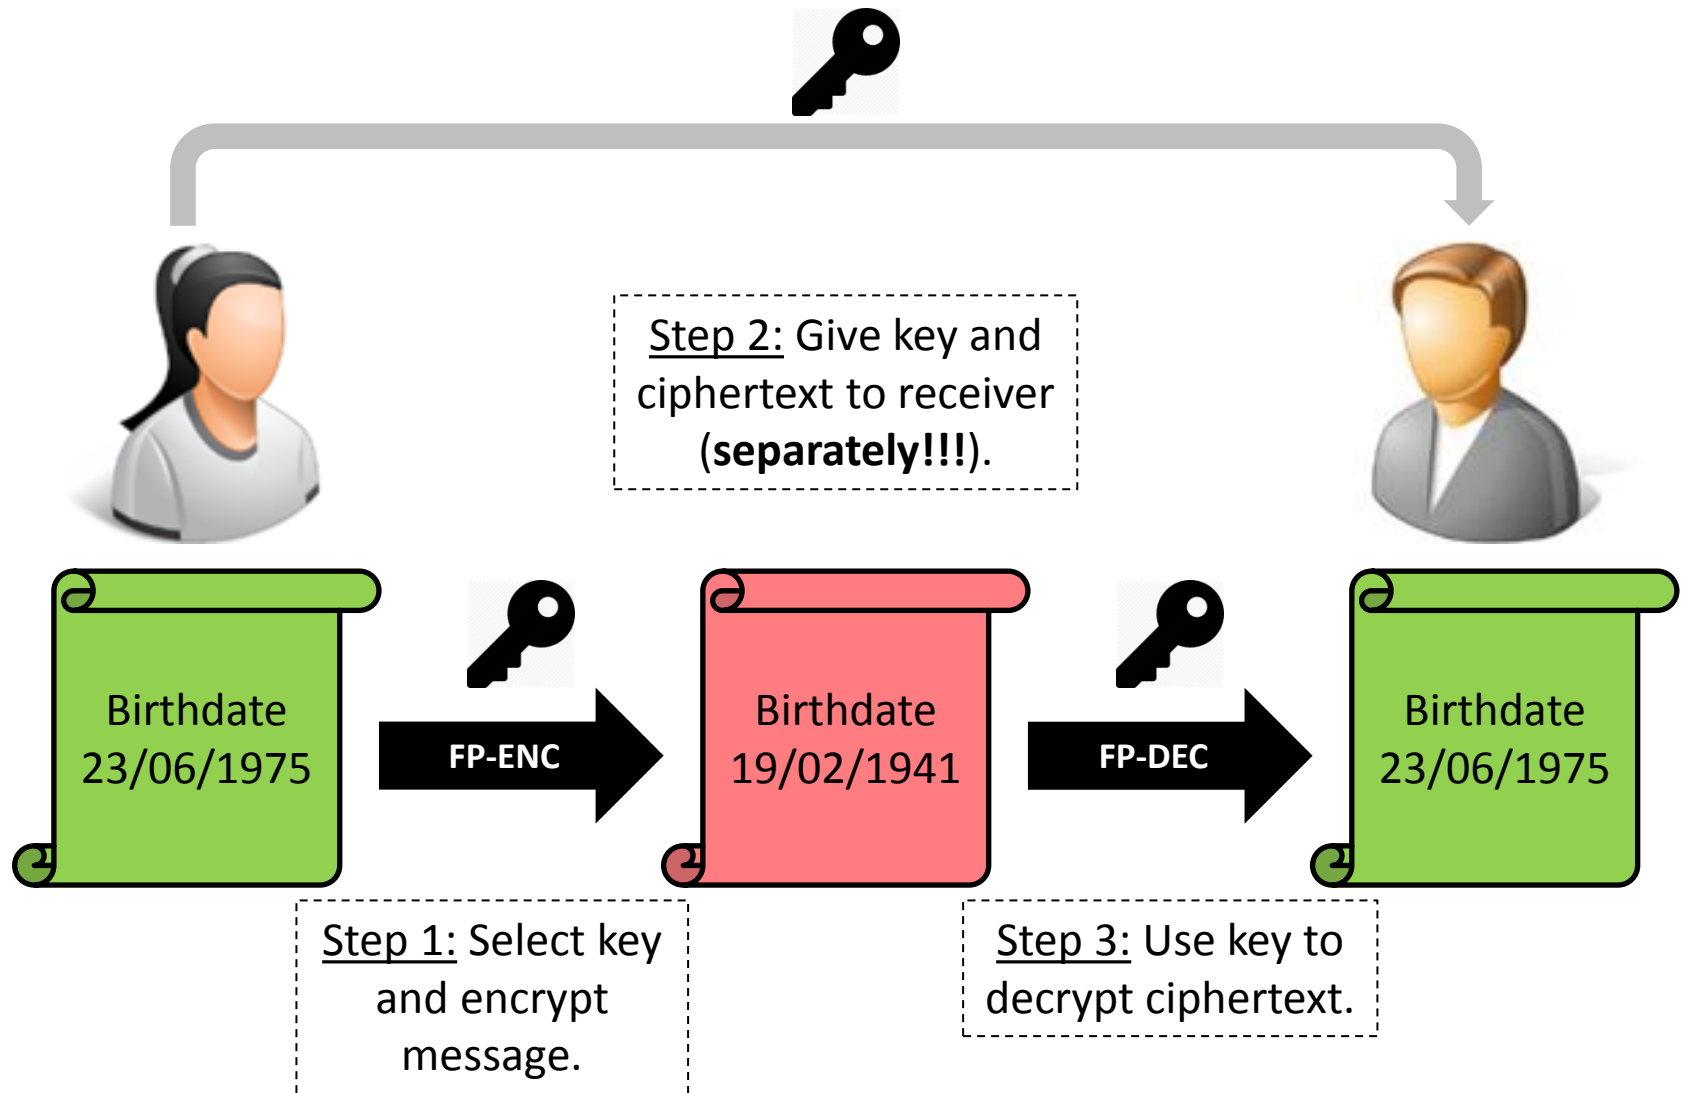 Step 2: Give key and
ciphertext to receiver
(separately!!!).
Birthdate
23/06/1975
FP-ENC
Birthdate
19/02/1941
FP-DEC
Birthdate
23/06/1975
Step 1: Select key
and encrypt
message.
Step 3: Use key to
decrypt ciphertext.